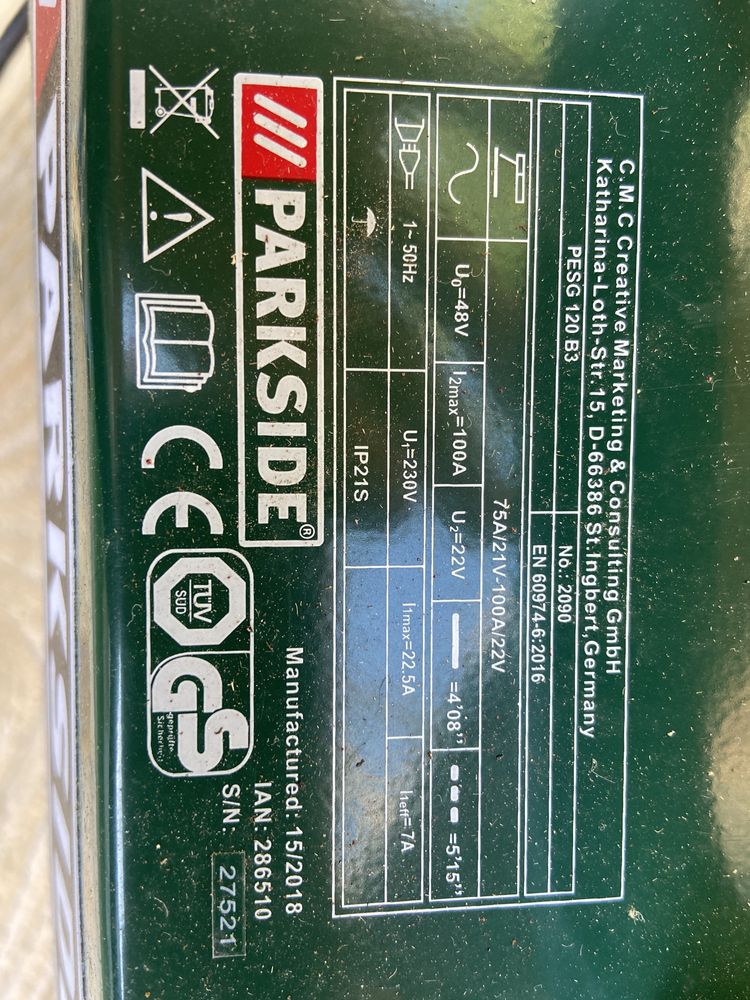 C.M.C Creative Marketing & Consulting GmbH
Katharina-Loth-Str.15, D-66386 St.Ingbert,Germany
PESG 120 B3
No.: 2090
EN 60974-6:2016
75A/21V-100A/22V
U₀=48V
I₂max=100A
U₂=22V
=4'08''
=5'15''
1~ 50Hz
U₁=230V
I₁max=22.5A
I₁eff=7A
IP21S
PARKSIDE®
Manufactured: 15/2018
IAN: 286510
S/N: 27521
CE
TÜV
SÜD
GS
geprüfte
Sicherheit
PARKSIDE